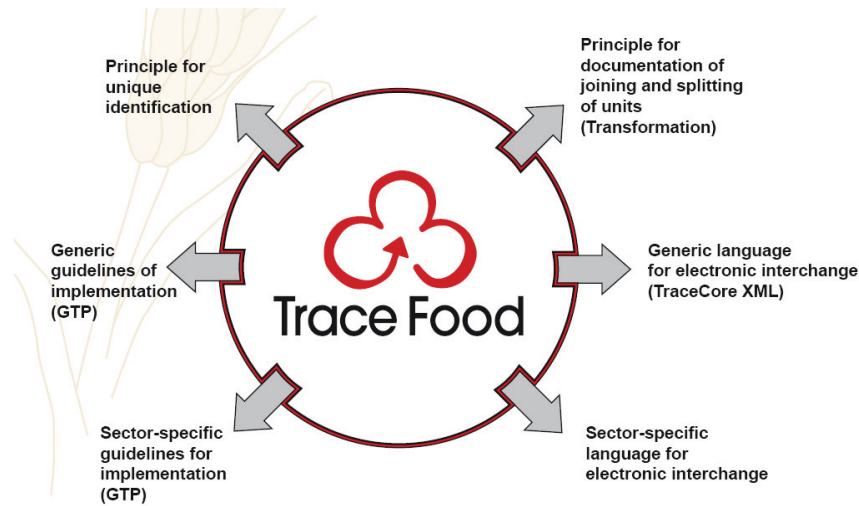 Principle for
unique
identification
Principle for
documentation of
joining and splitting
of units
(Transformation)
Generic
guidelines of
implementation
(GTP)
Generic language
for electronic interchange
(TraceCore XML)
Trace Food
Sector-specific
guidelines for
implementation
(GTP)
Sector-specific
language for
electronic interchange